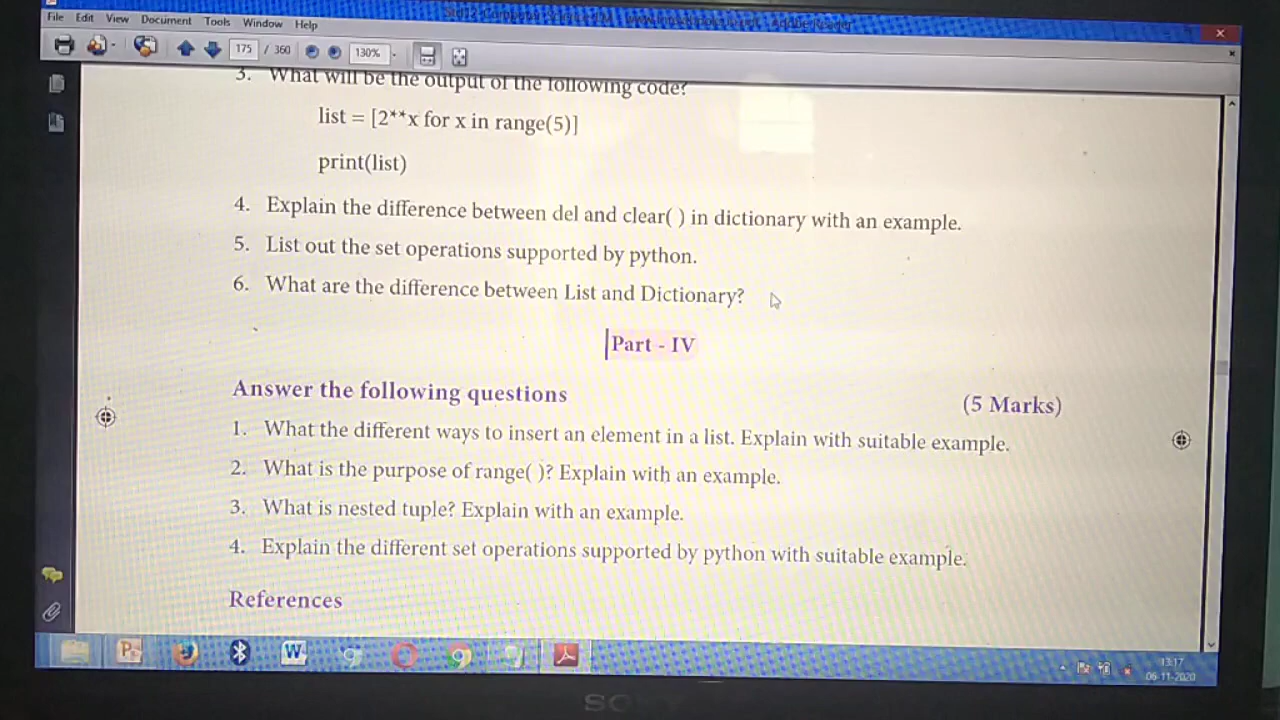 File Edit View Document Tools Window Help
175 / 360 130%
3. What will be the output of the following code?
list = [2**x for x in range(5)]
print(list)
4. Explain the difference between del and clear( ) in dictionary with an example.
5. List out the set operations supported by python.
6. What are the difference between List and Dictionary?
Part - IV
Answer the following questions (5 Marks)
1. What the different ways to insert an element in a list. Explain with suitable example.
2. What is the purpose of range( )? Explain with an example.
3. What is nested tuple? Explain with an example.
4. Explain the different set operations supported by python with suitable example.
References
13:17
06-11-2020
SONY